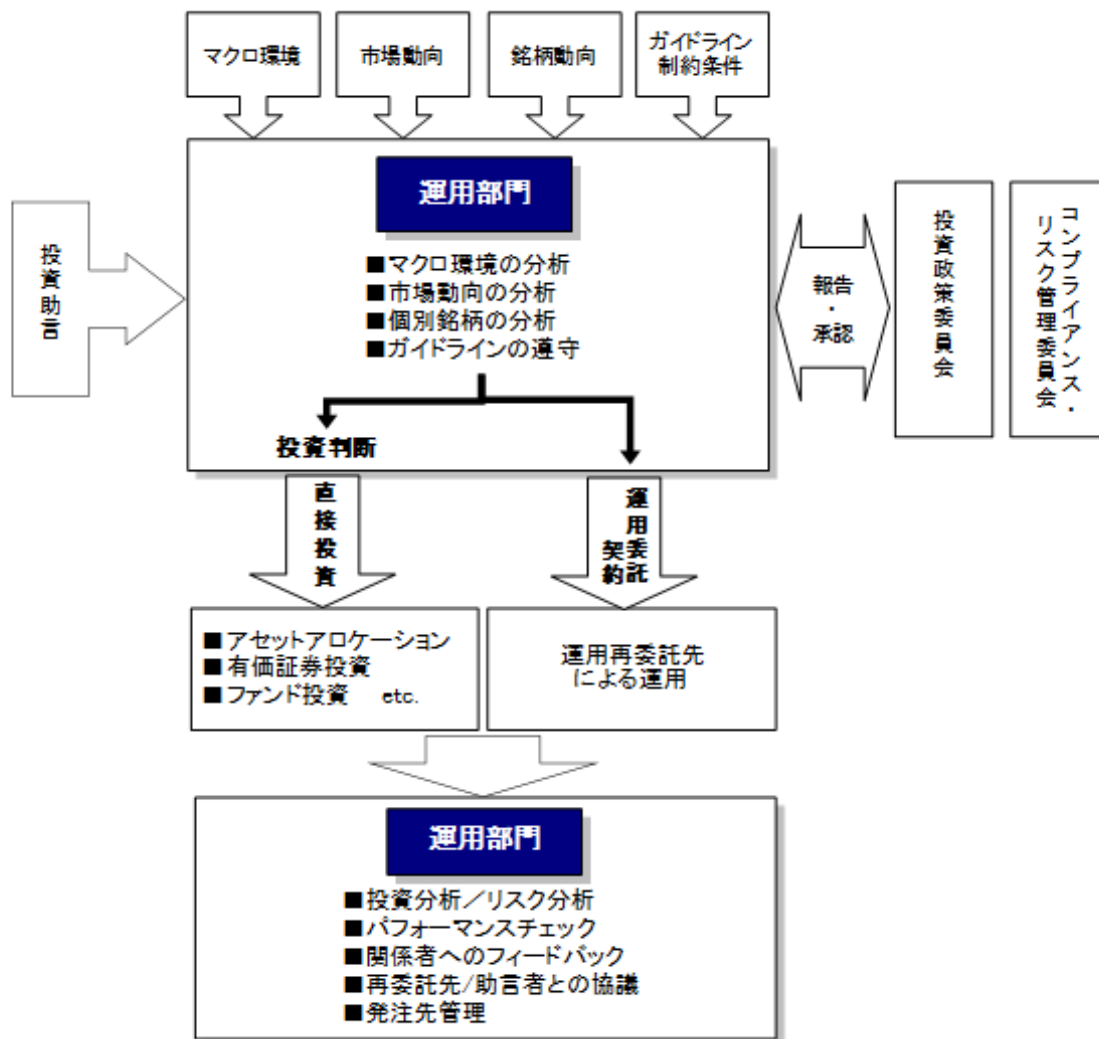 マクロ環境
市場動向
銘柄動向
ガイドライン
制約条件
運用部門
■マクロ環境の分析
■市場動向の分析
■個別銘柄の分析
■ガイドラインの遵守
投資助言
報告
・
承認
投資政策委員会
コンプライアンス・
リスク管理委員会
投資判断
直接投資
運用委託
契約
■アセットアロケーション
■有価証券投資
■ファンド投資 etc.
運用再委託先
による運用
運用部門
■投資分析／リスク分析
■パフォーマンスチェック
■関係者へのフィードバック
■再委託先/助言者との協議
■発注先管理